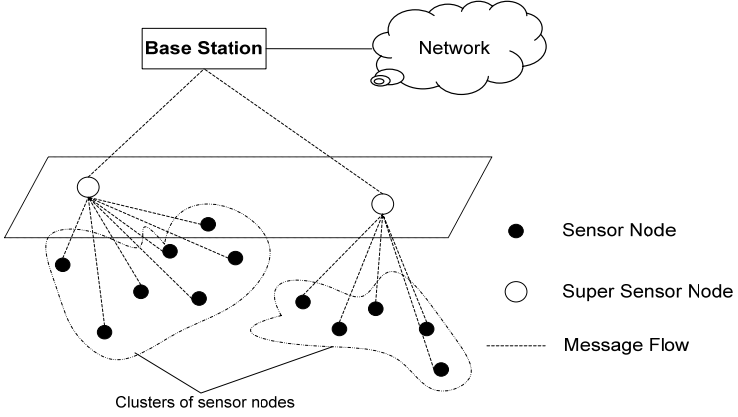 Base Station
Network
Sensor Node
Super Sensor Node
Message Flow
Clusters of sensor nodes